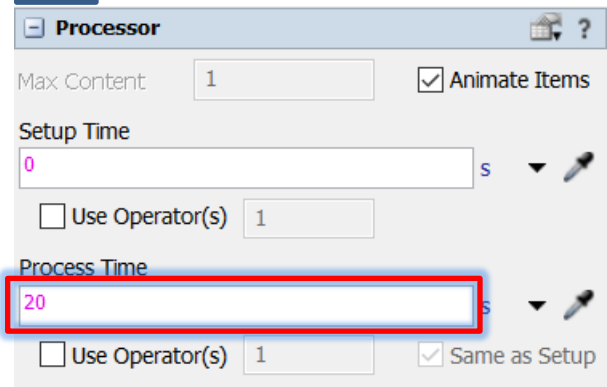 Processor ?
Max Content 1 Animate Items
Setup Time
0 s
Use Operator(s) 1
Process Time
20 s
Use Operator(s) 1 Same as Setup